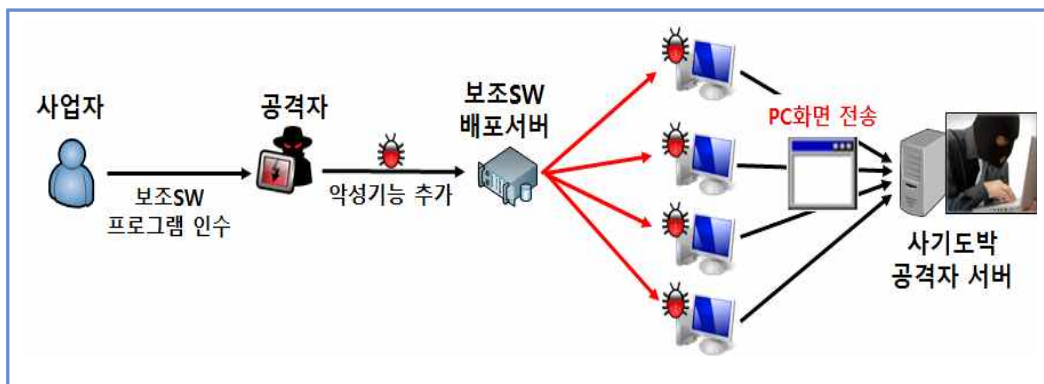 사업자
보조SW
프로그램 인수
공격자
악성기능 추가
보조SW
배포서버
PC화면 전송
사기도박
공격자 서버